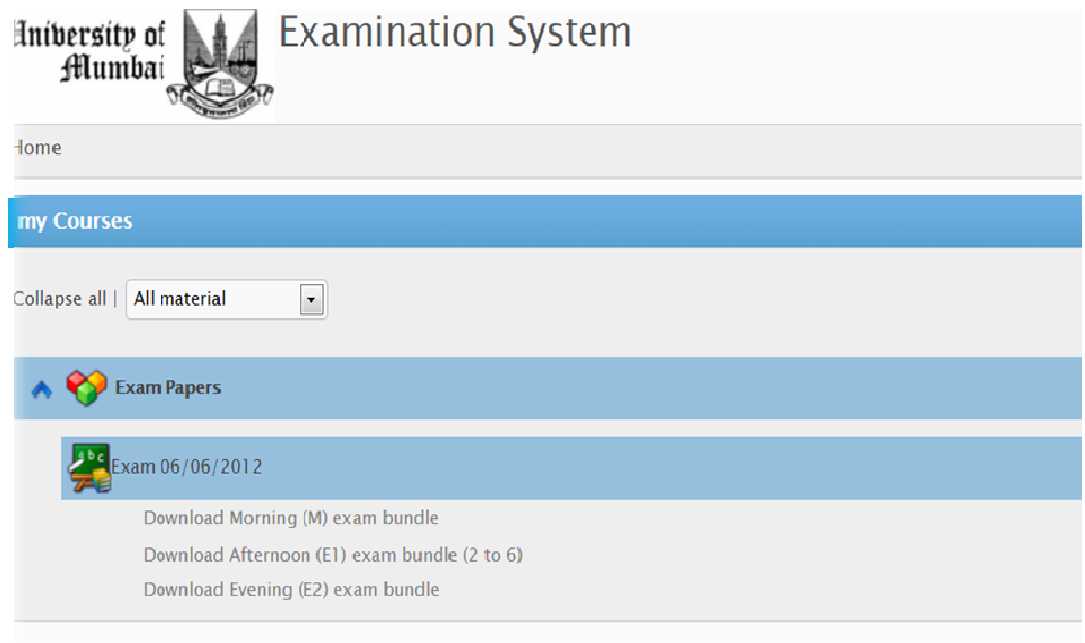 University of
Mumbai
Examination System
Home
my Courses
Collapse all |
All material
Exam Papers
abc
Exam 06/06/2012
Download Morning (M) exam bundle
Download Afternoon (E1) exam bundle (2 to 6)
Download Evening (E2) exam bundle